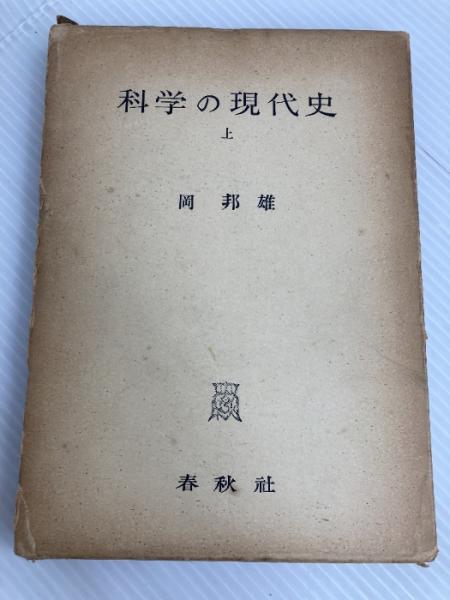 科学の現代史
上
岡邦雄
春秋社